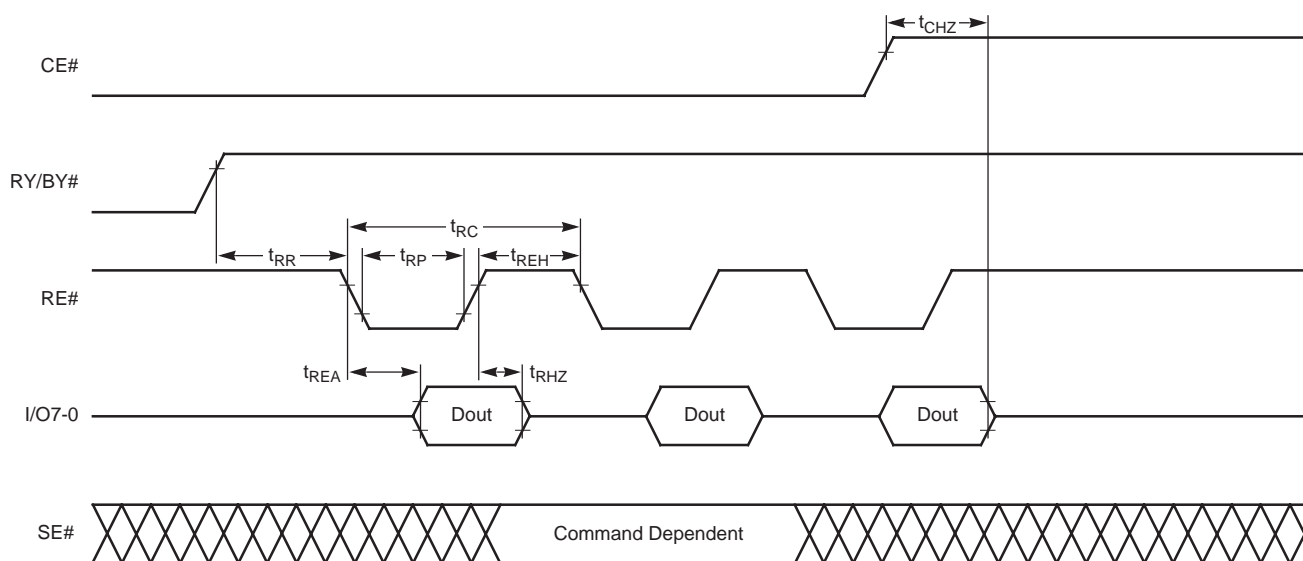 tCHZ
CE#
RY/BY#
tRC
tRR
tRP
tREH
RE#
tREA
tRHZ
I/O7-0
Dout
Dout
Dout
SE#
Command Dependent